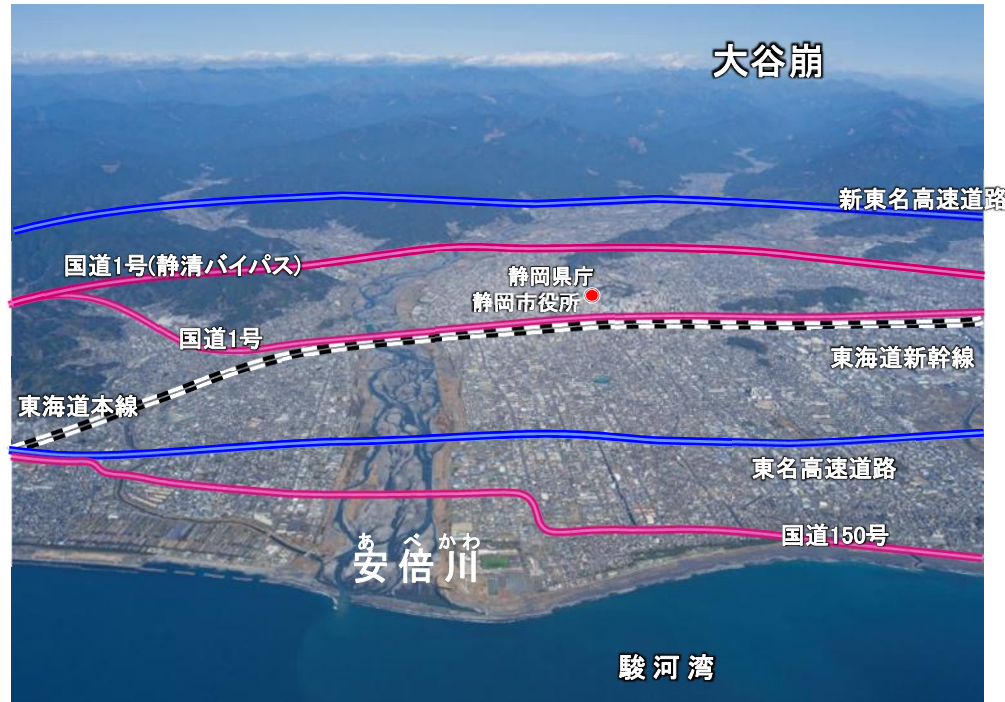 大谷崩
新東名高速道路
国道1号(静清バイパス)
静岡県庁
静岡市役所
国道1号
東海道新幹線
東海道本線
東名高速道路
国道150号
あべかわ
安倍川
駿河湾